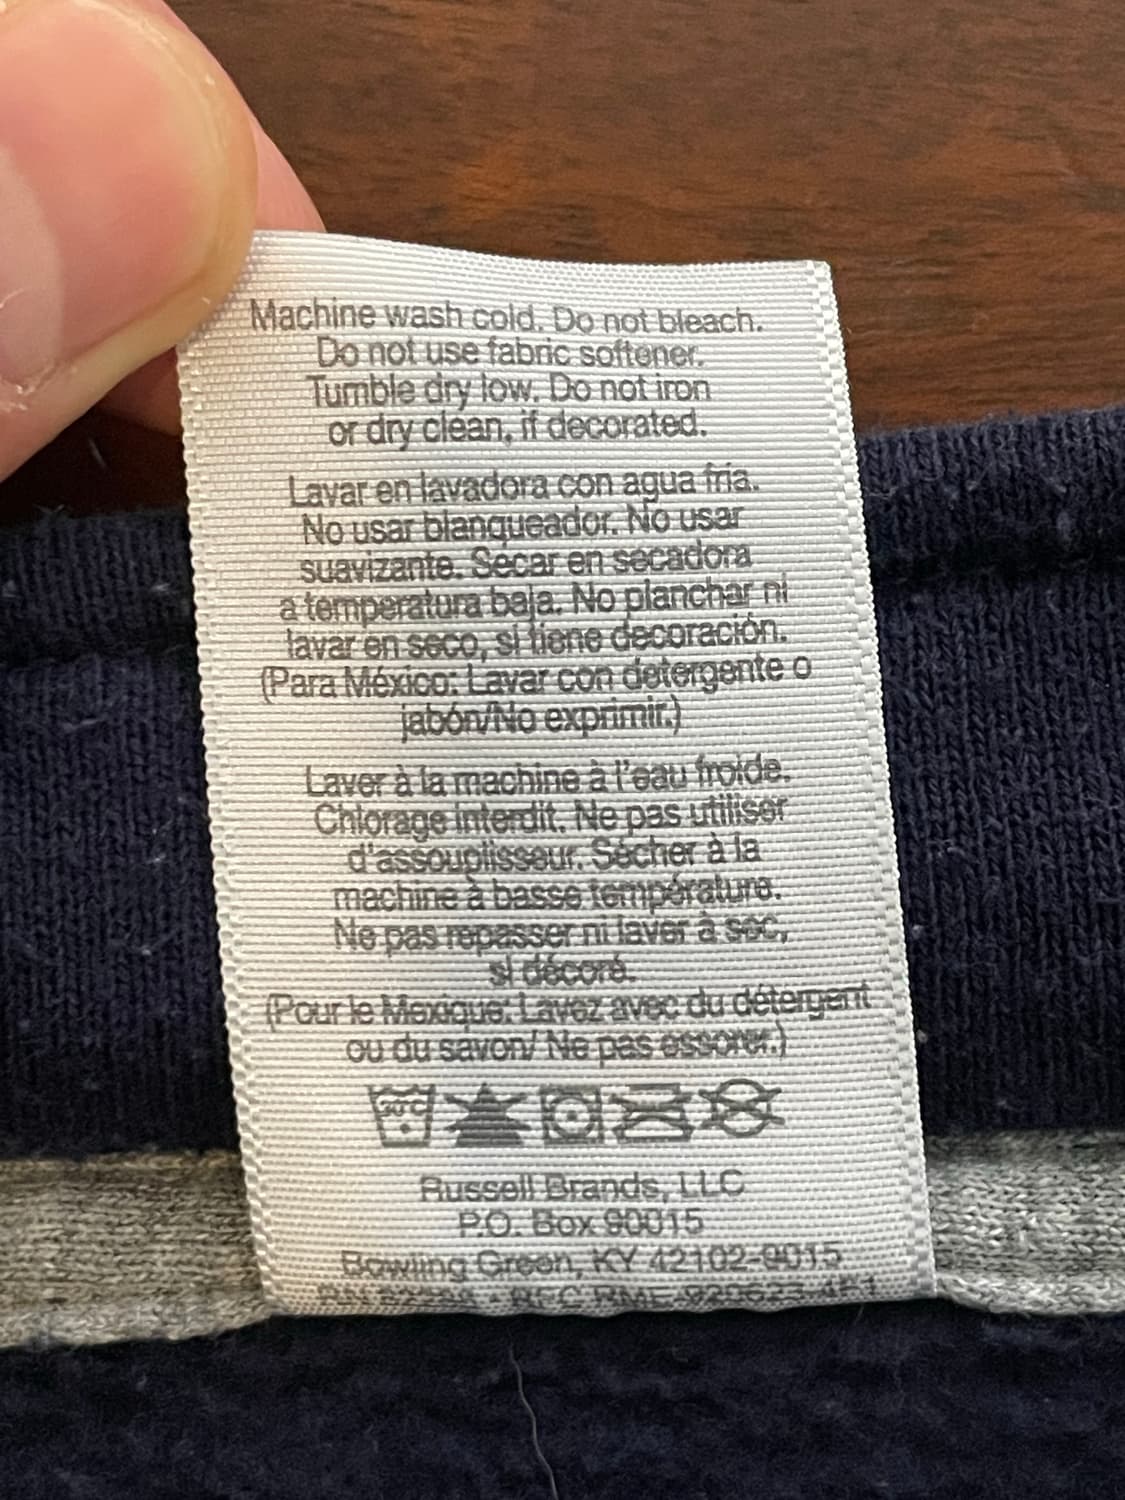 Machine wash cold. Do not bleach.
Do not use fabric softener.
Tumble dry low. Do not iron
or dry clean, if decorated.
Lavar en lavadora con agua fria.
No usar blanqueador. No usar
suavizante. Secar en secadora
a temperatura baja. No planchar ni
lavar en seco, si tiene decoración.
(Para México: Lavar con detergente o
jabón/No exprimir.)
Laver à la machine à l'eau froide.
Chlorage interdit. Ne pas utiliser
d'assouplisseur. Sécher à la
machine à basse température.
Ne pas repasser ni laver à sec,
si décoré.
(Pour le Mexique: Lavez avec du détergent
ou du savon/ Ne pas essorer.)
30°C
Russell Brands, LLC
P.O. Box 90015
Bowling Green, KY 42102-9015